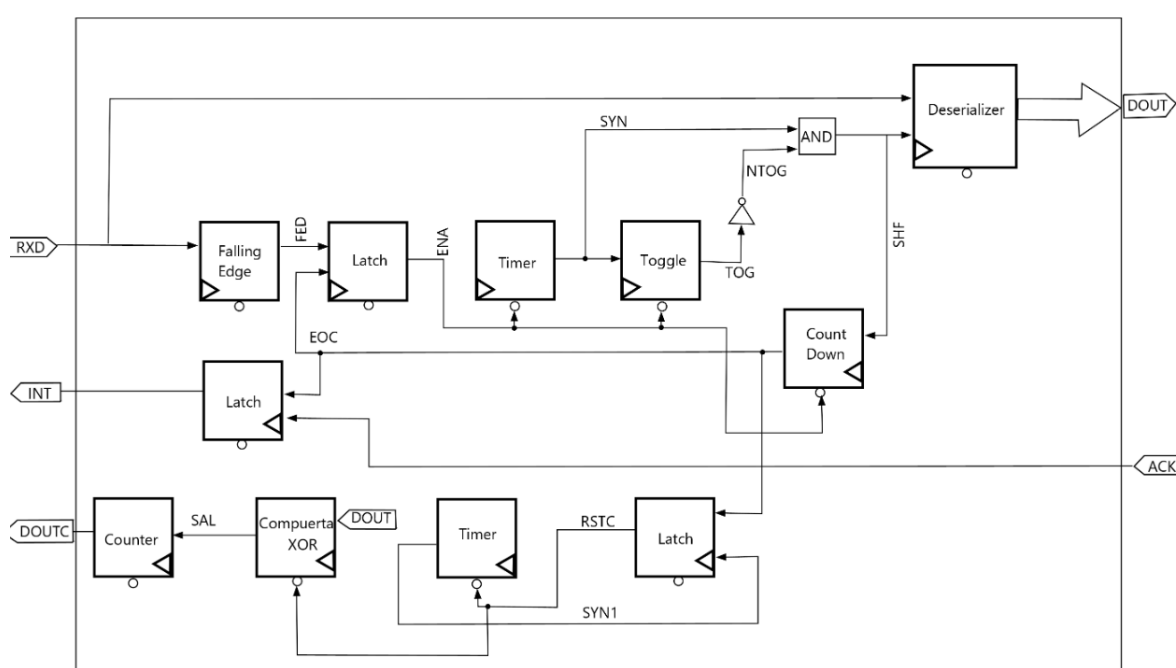 Deserializer
DOUT
SYN
AND
NTOG
RXD
Falling
Edge
FED
Latch
ENA
Timer
Toggle
TOG
SHF
EOC
Count
Down
INT
Latch
ACK
DOUTC
Counter
SAL
Compuerta
XOR
DOUT
Timer
RSTC
Latch
SYN1